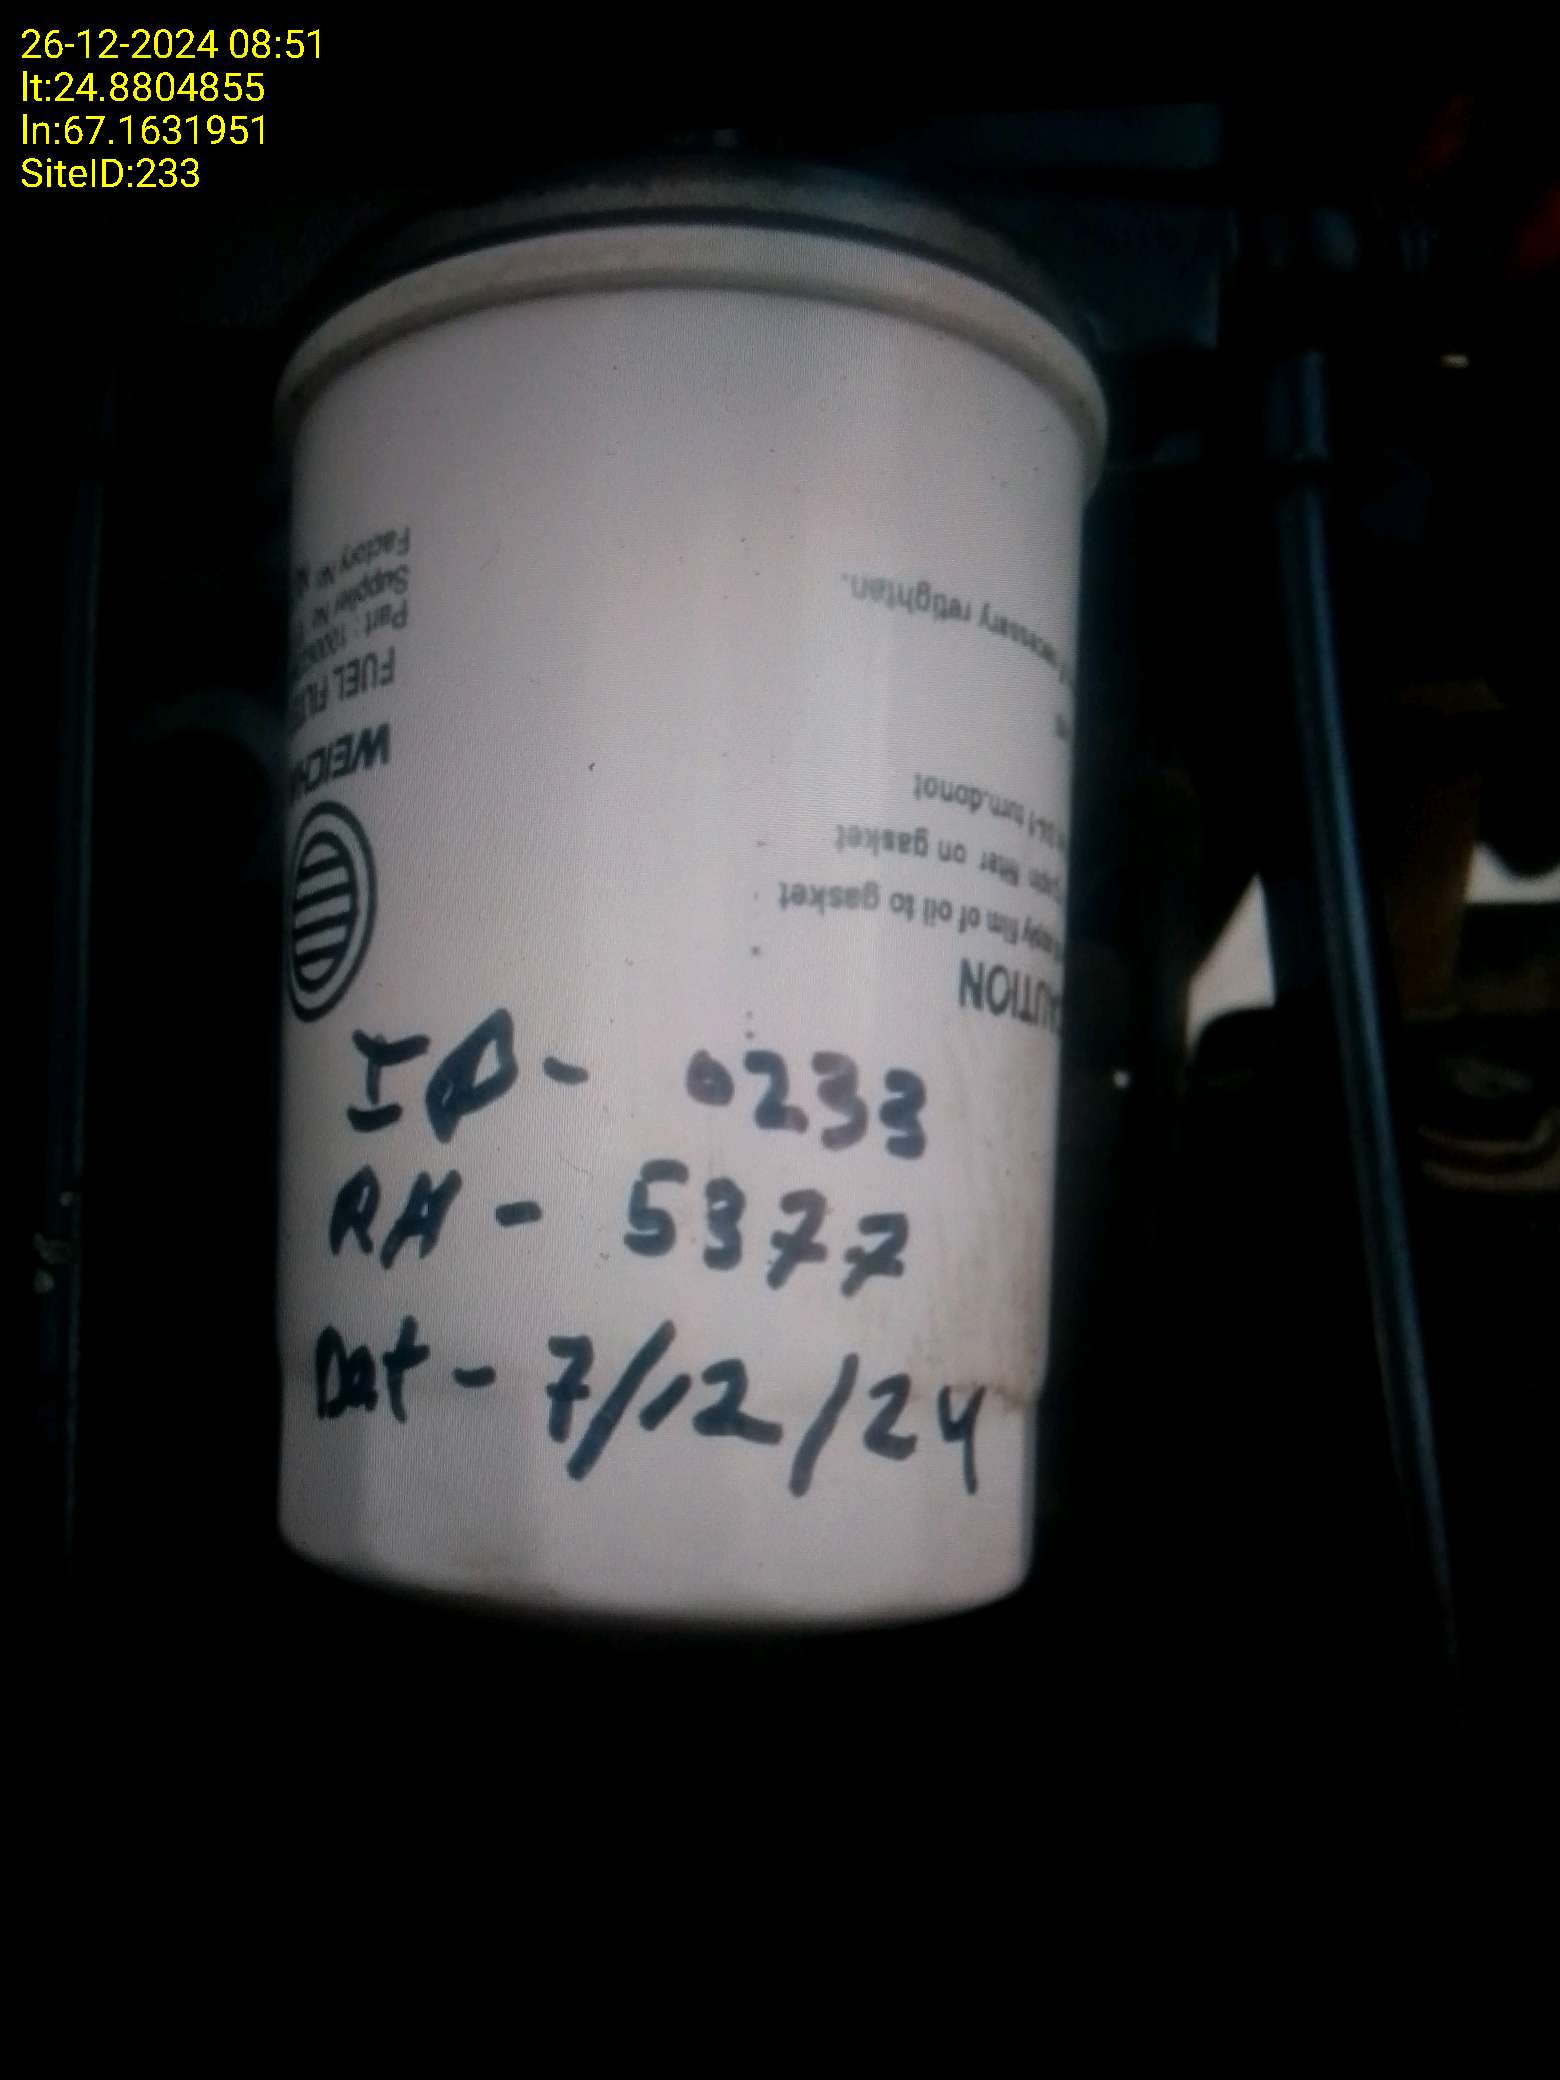 26-12-2024 08:51
lt:24.8804855
ln:67.1631951
SiteID:233
ID - 0233
RH - 5377
Dat - 7/12/24
CAUTION
film of oil to gasket
filter on gasket
turn.donot
necessary retighten.
WEICHAI
FUEL FILTER
Part
Supplier
Factory